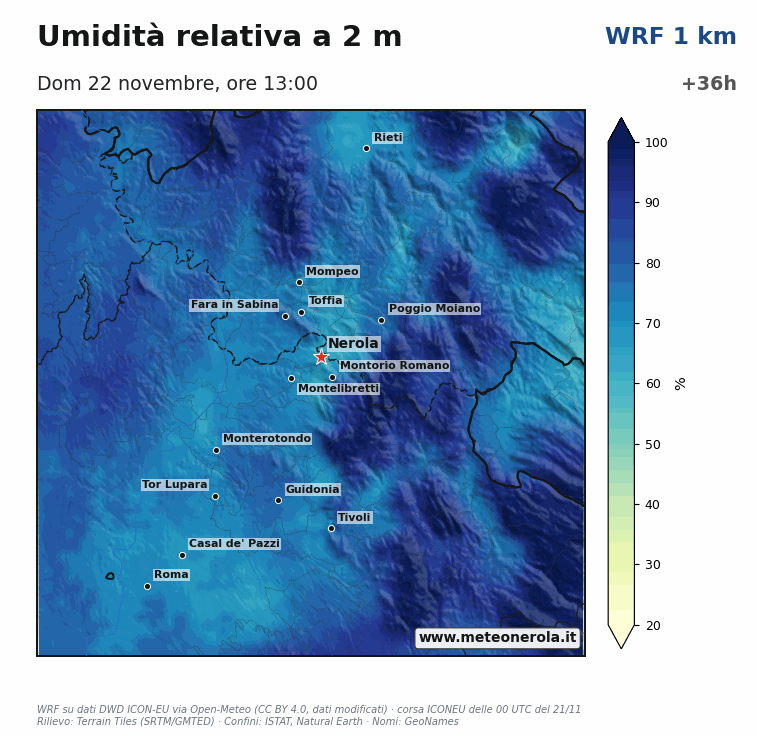 Umidità relativa a 2 m
WRF 1 km
Dom 22 novembre, ore 13:00
+36h
Rieti
Mompeo
Fara in Sabina
Toffia
Poggio Moiano
Nerola
Montorio Romano
Montelibretti
Monterotondo
Tor Lupara
Guidonia
Tivoli
Casal de' Pazzi
Roma
www.meteonerola.it
100
90
80
70
60
50
40
30
20
%
WRF su dati DWD ICON-EU via Open-Meteo (CC BY 4.0, dati modificati) · corsa ICONEU delle 00 UTC del 21/11
Rilievo: Terrain Tiles (SRTM/GMTED) · Confini: ISTAT, Natural Earth · Nomi: GeoNames